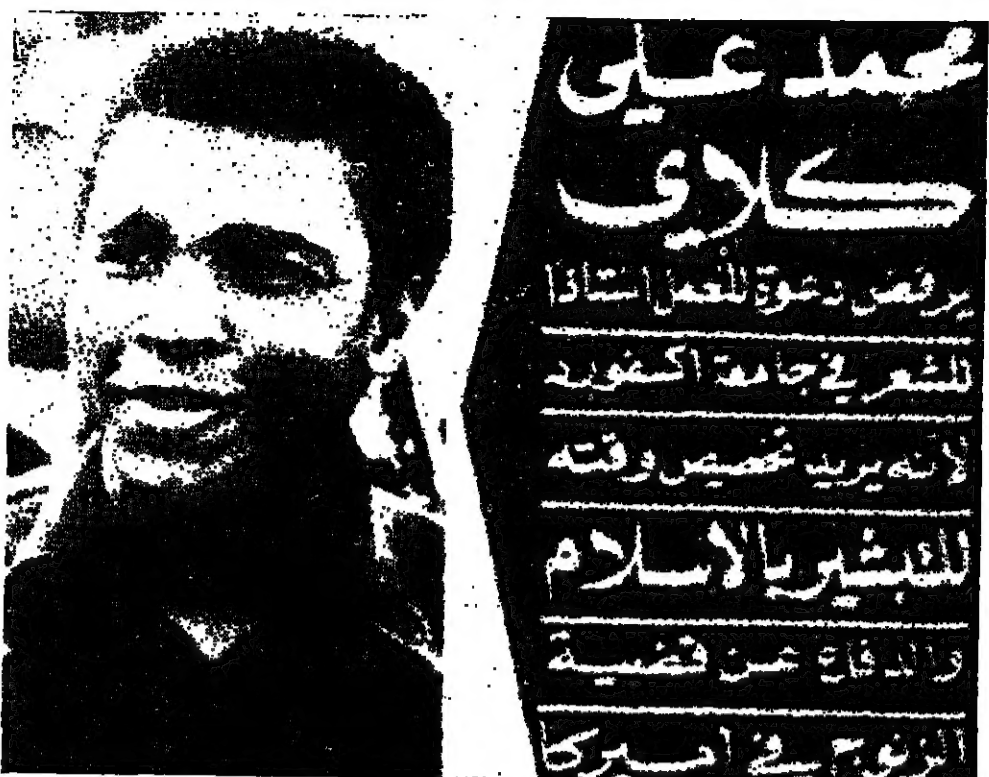 محمد علي
كلاي
يرفض دعوة للعمل استاذا
للشعر في جامعة اكسفورد
لانه يريد تخصيص وقته
للتبشير بالاسلام
والدفاع عن قضية
الزنوج في اميركا